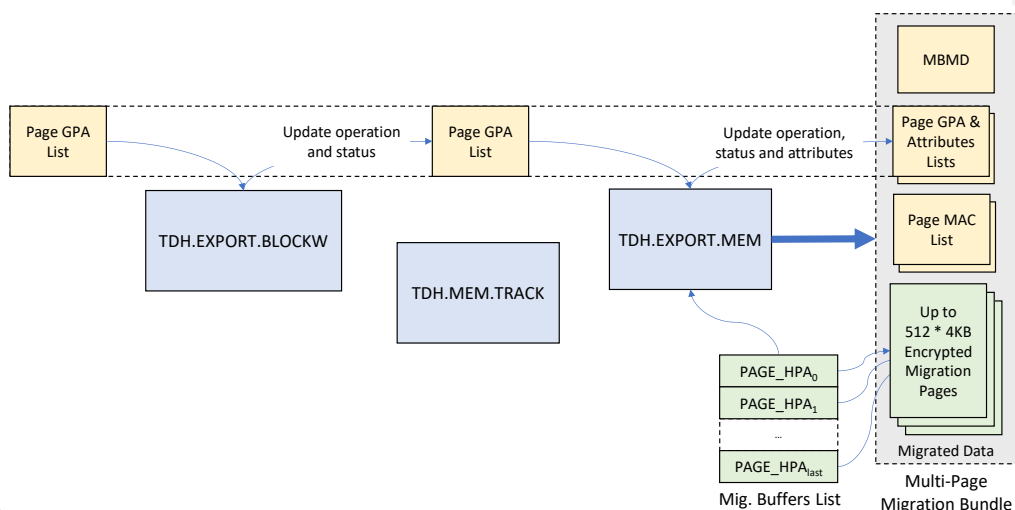 MBMD
Page GPA
List
Update operation
and status
Page GPA
List
Update operation,
status and attributes
Page GPA &
Attributes
Lists
TDH.EXPORT.BLOCKW
TDH.MEM.TRACK
TDH.EXPORT.MEM
Page MAC
List
Up to
512 * 4KB
Encrypted
Migration
Pages
PAGE_HPA0
PAGE_HPA1
...
PAGE_HPAlast
Migrated Data
Mig. Buffers List
Multi-Page
Migration Bundle